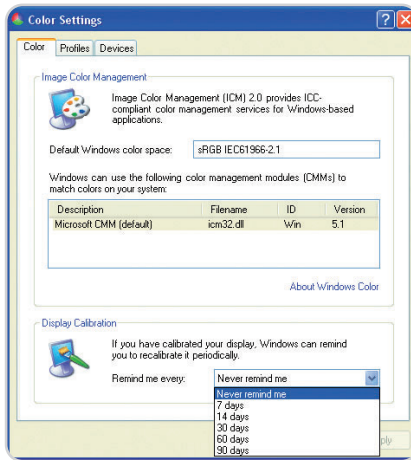 Color Settings
Color Profiles Devices
Image Color Management
Image Color Management (ICM) 2.0 provides ICC-
compliant color management services for Windows-based
applications.
Default Windows color space: sRGB IEC61966-2.1
Windows can use the following color management modules (CMMs) to
match colors on your system:
Description Filename ID Version
Microsoft CMM (default) icm32.dll Win 5.1
About Windows Color
Display Calibration
If you have calibrated your display, Windows can remind
you to recalibrate it periodically.
Remind me every: Never remind me
Never remind me
7 days
14 days
30 days
60 days
90 days